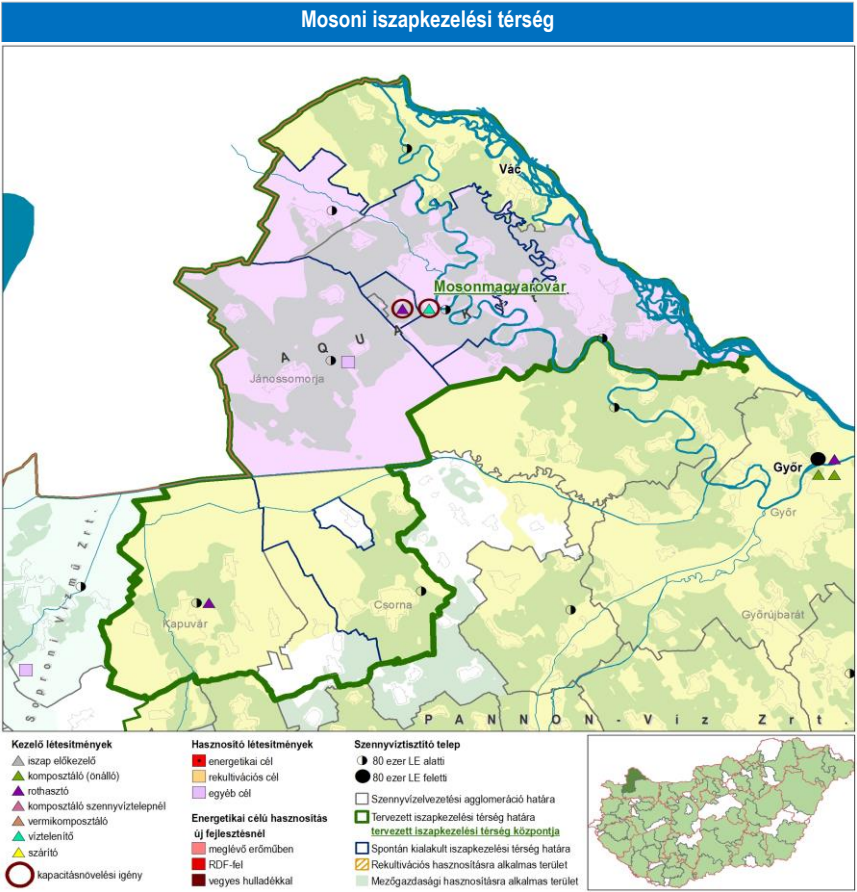 Mosoni iszapkezelési térség
Vác
Mosonmagyaróvár
A Q U A K
Jánossomorja
Győr
Győr
Soproni Vízmű Zrt.
Kapuvár
Csorna
Győrújbarát
PANNON-Víz Zrt.
Kezelő létesítmények
iszap előkezelő
komposztáló (önálló)
rothasztó
komposztáló szennyvíztelepnél
vermikomposztáló
víztelenítő
szárító
kapacitásnövelési igény
Hasznosító létesítmények
energetikai cél
rekultivációs cél
egyéb cél
Energetikai célú hasznosítás
új fejlesztésnél
meglévő erőműben
RDF-fel
vegyes hulladékkal
Szennyvíztisztító telep
80 ezer LE alatti
80 ezer LE feletti
Szennyvízelvezetési agglomeráció határa
Tervezett iszapkezelési térség határa
tervezett iszapkezelési térség központja
Spontán kialakult iszapkezelési térség határa
Rekultivációs hasznosításra alkalmas terület
Mezőgazdasági hasznosításra alkalmas terület